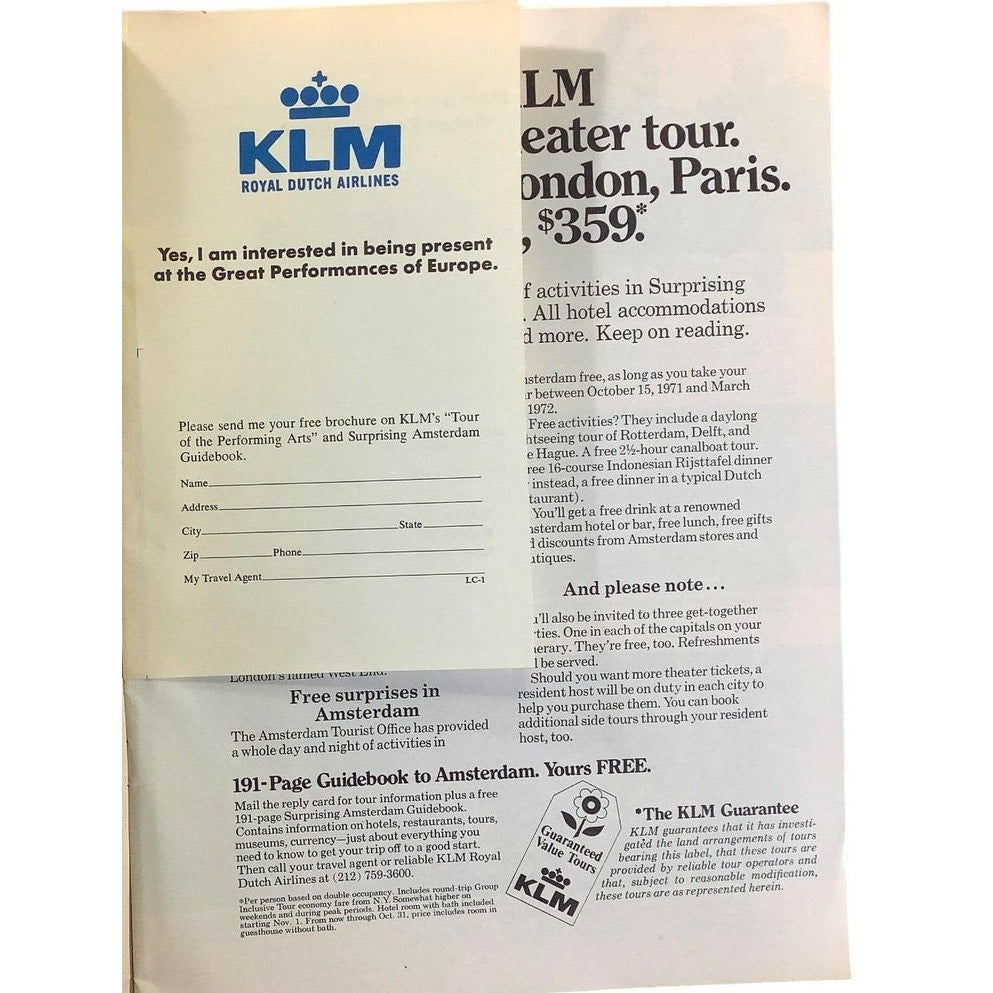 KLM
ROYAL DUTCH AIRLINES
Yes, I am interested in being present
at the Great Performances of Europe.
Please send me your free brochure on KLM's "Tour
of the Performing Arts" and Surprising Amsterdam
Guidebook.
Name
Address
City State
Zip Phone
My Travel Agent LC-1
LM
eater tour.
ondon, Paris.
, $359.*
f activities in Surprising
. All hotel accommodations
d more. Keep on reading.
sterdam free, as long as you take your
r between October 15, 1971 and March
1972.
Free activities? They include a daylong
htseeing tour of Rotterdam, Delft, and
e Hague. A free 2½-hour canalboat tour.
ree 16-course Indonesian Rijsttafel dinner
instead, a free dinner in a typical Dutch
taurant).
You'll get a free drink at a renowned
sterdam hotel or bar, free lunch, free gifts
d discounts from Amsterdam stores and
utiques.
And please note...
u'll also be invited to three get-together
ties. One in each of the capitals on your
erary. They're free, too. Refreshments
l be served.
Should you want more theater tickets, a
resident host will be on duty in each city to
help you purchase them. You can book
additional side tours through your resident
host, too.
London's famed West End.
Free surprises in
Amsterdam
The Amsterdam Tourist Office has provided
a whole day and night of activities in
191-Page Guidebook to Amsterdam. Yours FREE.
Mail the reply card for tour information plus a free
191-page Surprising Amsterdam Guidebook.
Contains information on hotels, restaurants, tours,
museums, currency—just about everything you
need to know to get your trip off to a good start.
Then call your travel agent or reliable KLM Royal
Dutch Airlines at (212) 759-3600.
*Per person based on double occupancy. Includes round-trip Group
Inclusive Tour economy fare from N.Y. Somewhat higher on
weekends and during peak periods. Hotel room with bath included
starting Nov. 1. From now through Oct. 31, price includes room in
guesthouse without bath.
Guaranteed
Value Tours
KLM
*The KLM Guarantee
KLM guarantees that it has investi-
gated the land arrangements of tours
bearing this label, that these tours are
provided by reliable tour operators and
that, subject to reasonable modification,
these tours are as represented herein.